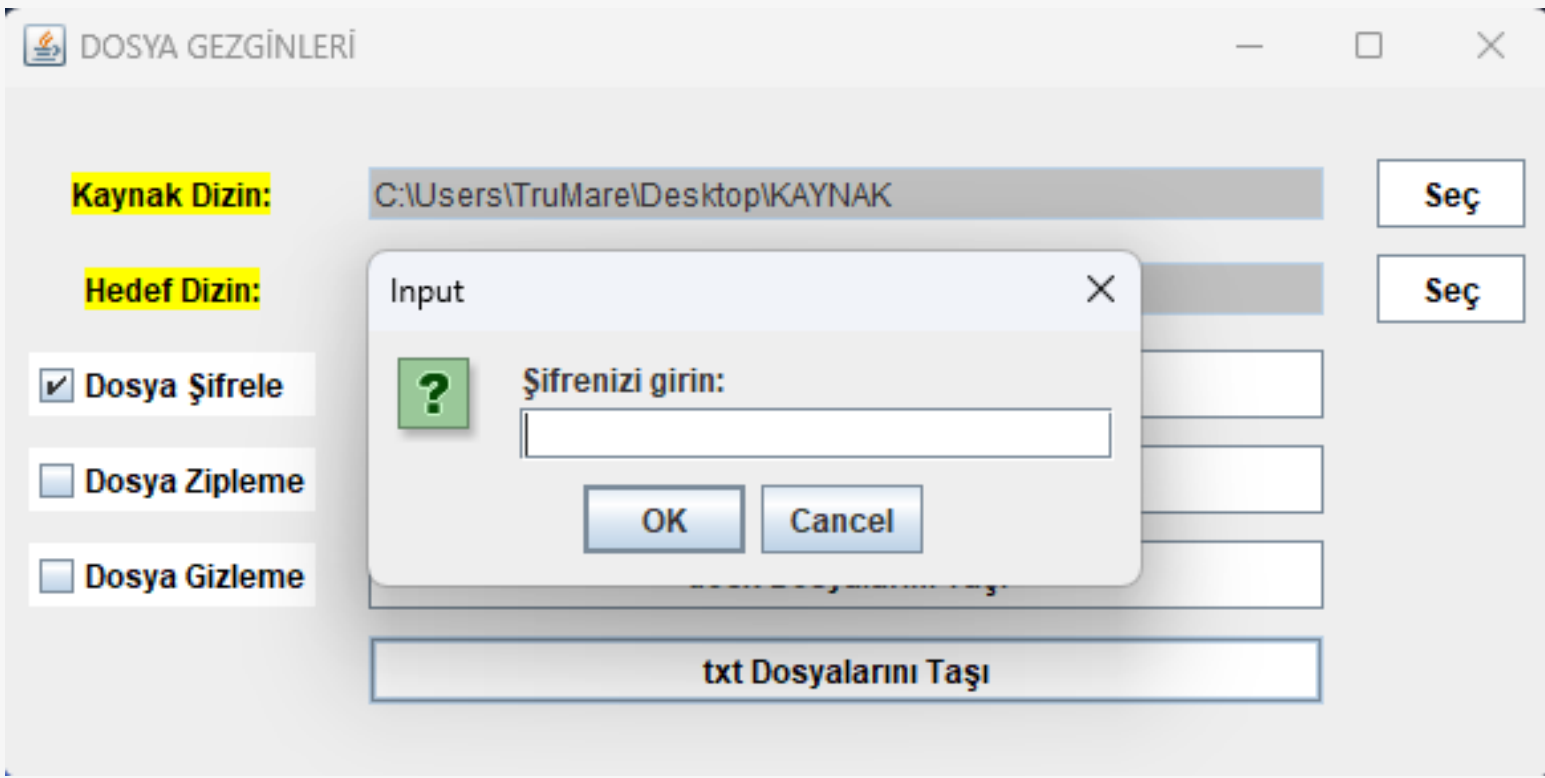 DOSYA GEZGİNLERİ
Kaynak Dizin:
C:\Users\TruMare\Desktop\KAYNAK
Seç
Hedef Dizin:
Seç
Input
Şifrenizi girin:
OK
Cancel
Dosya Şifrele
Dosya Zipleme
Dosya Gizleme
txt Dosyalarını Taşı